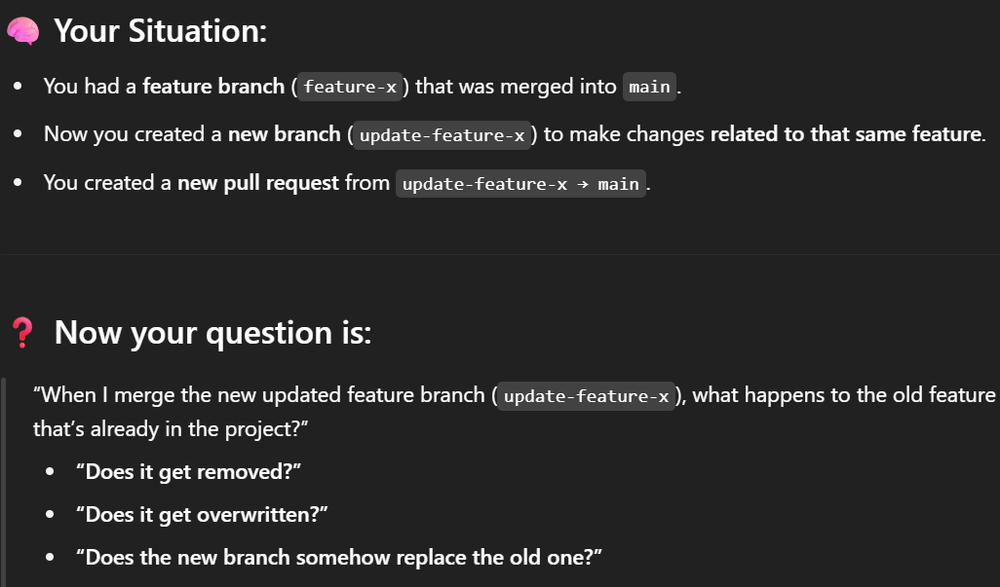 🧠 Your Situation:
• You had a feature branch (feature-x) that was merged into main.
• Now you created a new branch (update-feature-x) to make changes related to that same feature.
• You created a new pull request from update-feature-x → main.
❓ Now your question is:
“When I merge the new updated feature branch (update-feature-x), what happens to the old feature
that’s already in the project?”
• “Does it get removed?”
• “Does it get overwritten?”
• “Does the new branch somehow replace the old one?”